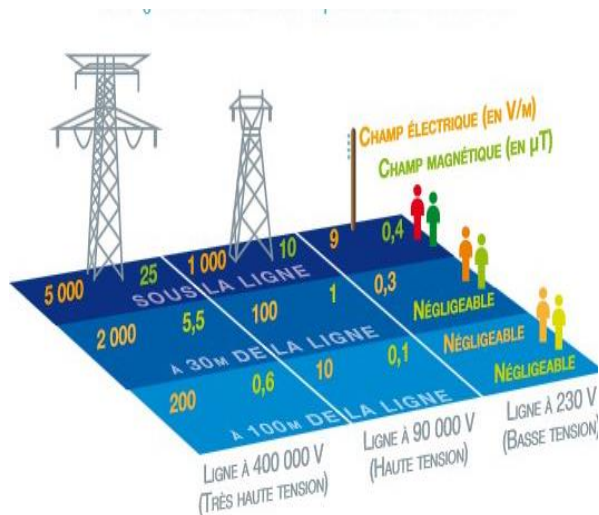 CHAMP ÉLECTRIQUE (EN V/M)
CHAMP MAGNÉTIQUE (EN µT)
5 000 25 1 000 10 9 0,4
SOUS LA LIGNE
2 000 5,5 100 1 0,3 NÉGLIGEABLE
À 30M DE LA LIGNE
200 0,6 10 0,1 NÉGLIGEABLE
NÉGLIGEABLE
À 100M DE LA LIGNE
LIGNE À 400 000 V
(TRÈS HAUTE TENSION)
LIGNE À 90 000 V
(HAUTE TENSION)
LIGNE À 230 V
(BASSE TENSION)